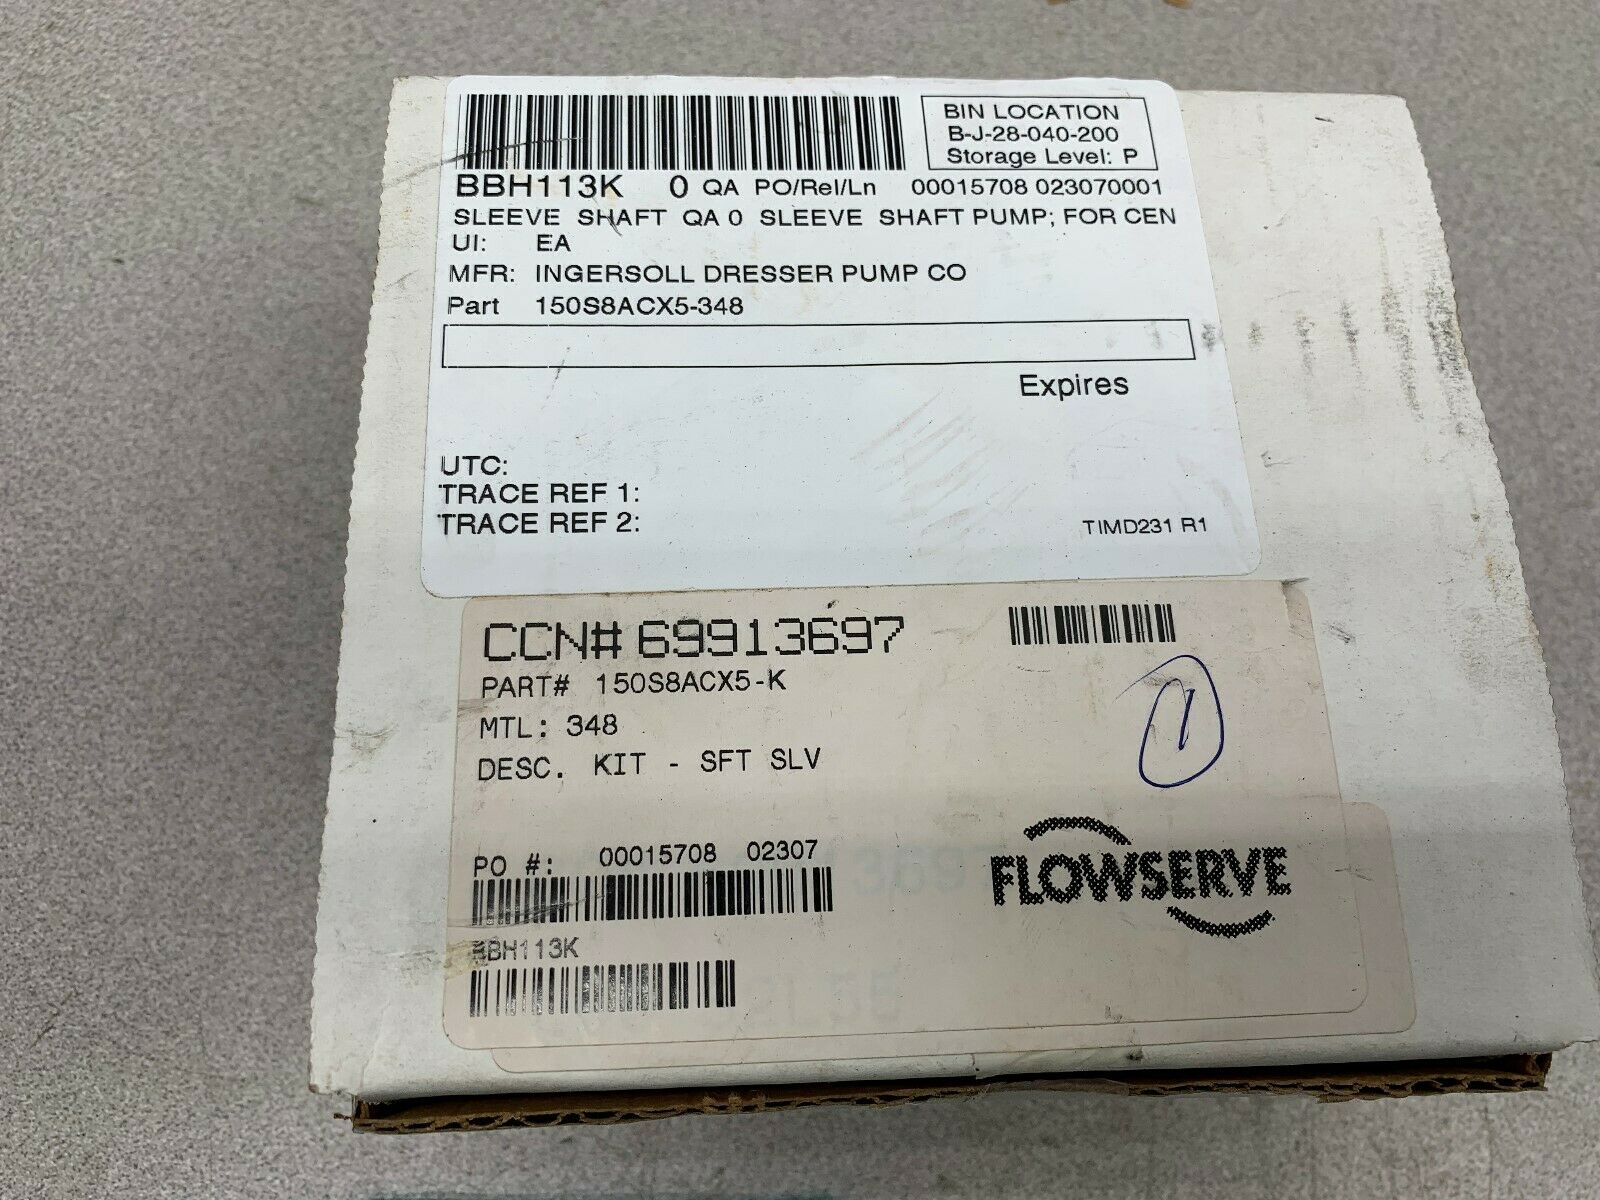 BIN LOCATION
B-J-28-040-200
Storage Level: P
BBH113K 0 QA PO/Rel/Ln 00015708 023070001
SLEEVE SHAFT QA 0 SLEEVE SHAFT PUMP; FOR CEN
UI: EA
MFR: INGERSOLL DRESSER PUMP CO
Part 150S8ACX5-348
Expires
UTC:
TRACE REF 1:
TRACE REF 2:
TIMD231 R1
CCN# 69913697
PART# 150S8ACX5-K
MTL: 348
1
DESC. KIT - SFT SLV
PO #: 00015708 02307
FLOWSERVE
BBH113K